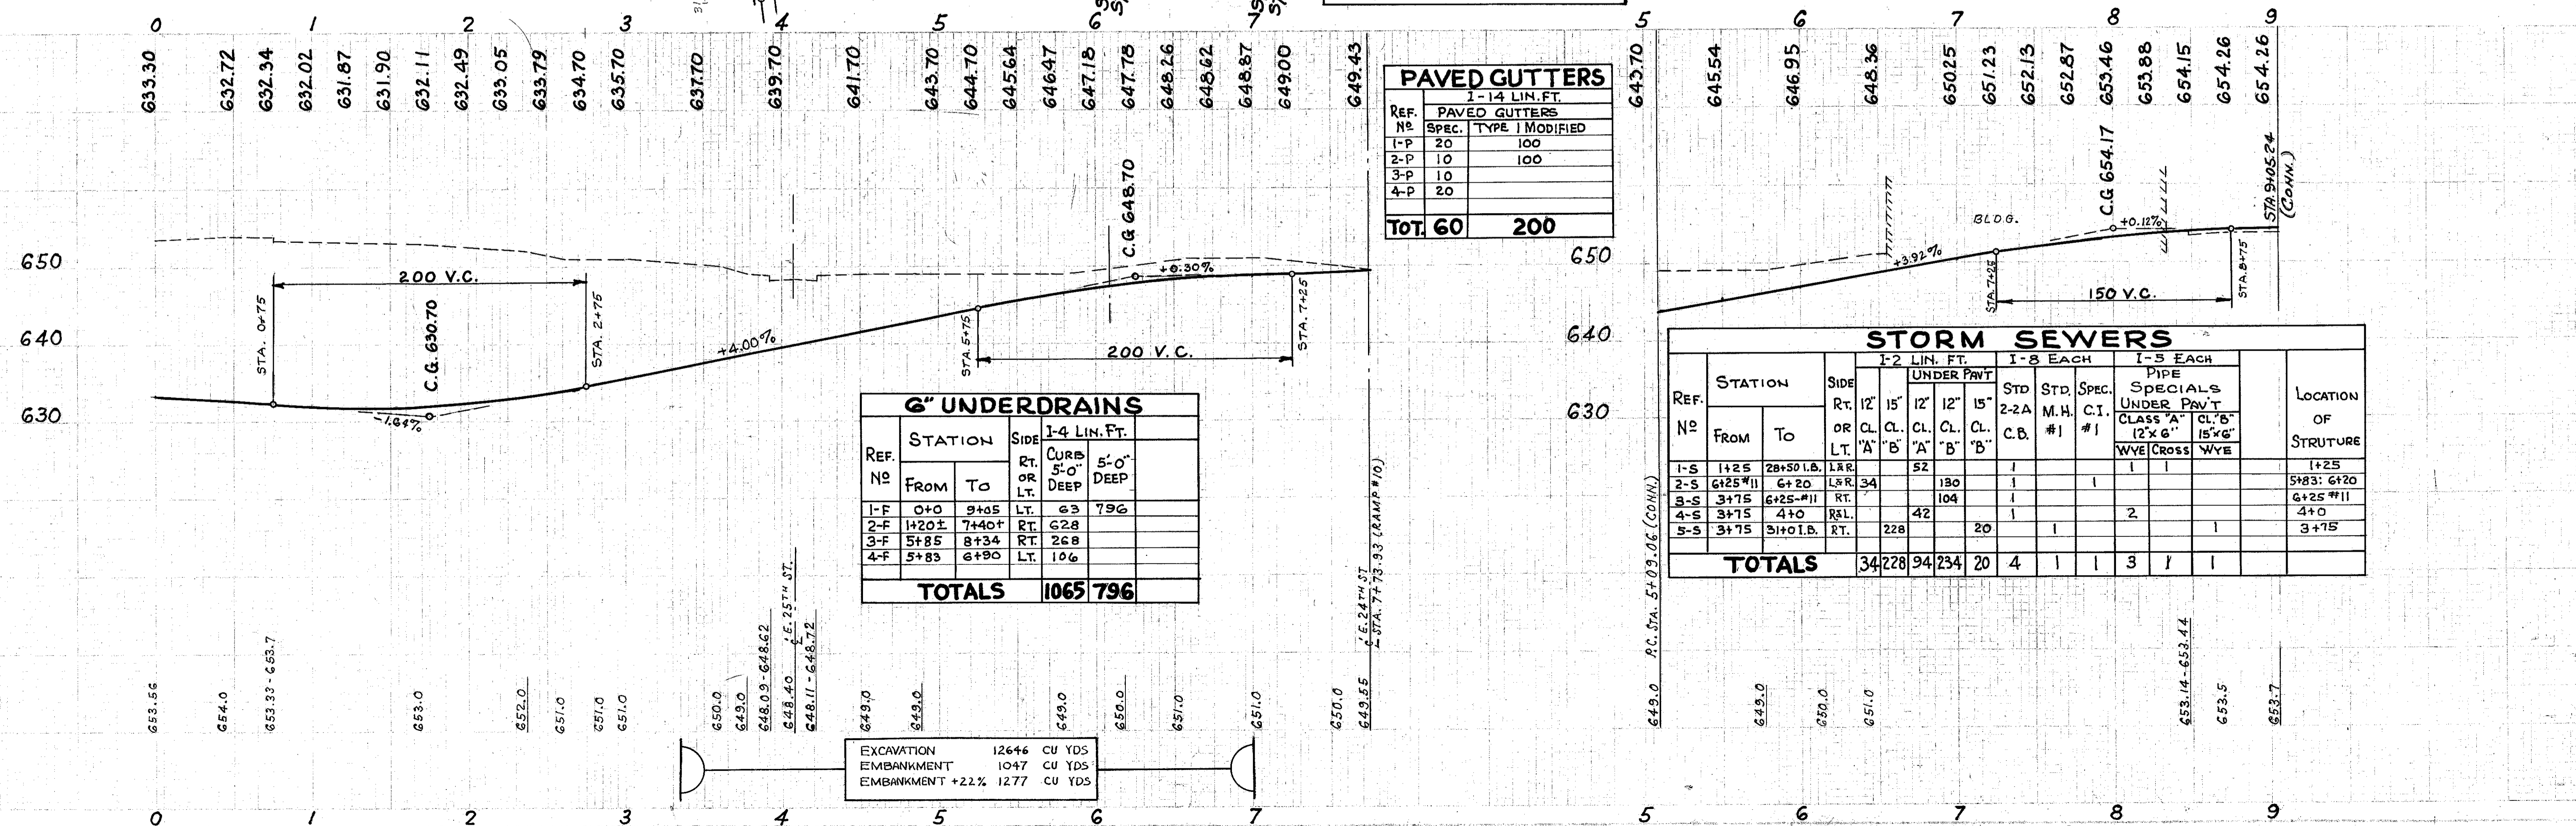 0 1 2 3 4 5 6 7 5 6 7 8 9
633.30 632.72 632.34 632.02 631.87 631.90 632.11 632.49 633.05 633.79 634.70 635.70 637.70 639.70 641.70 643.70 644.70 645.64 646.47 647.18 647.78 648.26 648.62 648.87 649.00 649.43
643.70 645.54 646.95 648.36 650.25 651.23 652.13 652.87 653.46 653.88 654.15 654.26 654.26
PAVED GUTTERS
I-14 LIN.FT.
REF. Nº PAVED GUTTERS
SPEC. TYPE I MODIFIED
1-P 20 100
2-P 10 100
3-P 10
4-P 20
TOT. 60 200
650
640
630
200 V.C.
STA. 0+75
C.G. 630.70
STA. 2+75
-1.64%
+4.00%
STA. 5+75
C.G. 648.70
+0.30%
200 V.C.
STA. 7+25
650
640
630
BLDG.
+3.92%
STA. 7+25
C.G. 654.17
+0.12%
150 V.C.
STA. 8+75
STA. 9+05.24
(CONN.)
6" UNDERDRAINS
REF. Nº STATION SIDE RT. OR LT. I-4 LIN. FT.
FROM TO CURB 5'-0" DEEP 5'-0" DEEP
1-F 0+0 9+05 LT. 63 796
2-F 1+20± 7+40+ RT. 628
3-F 5+85 8+34 RT. 268
4-F 5+83 6+90 LT. 106
TOTALS 1065 796
STORM SEWERS
REF. Nº STATION SIDE RT. OR LT. I-2 LIN. FT. I-8 EACH I-5 EACH LOCATION OF STRUTURE
UNDER PAV'T PIPE SPECIALS UNDER PAV'T
FROM TO 12" CL. "A" 15" CL. "B" 12" CL. "A" 12" CL. "B" 15" CL. "B" STD 2-2A C.B. STD. M.H. #1 SPEC. C.I. #1 CLASS "A" 12"x6" CL. "B" 15"x6"
WYE CROSS WYE
1-S 1+25 28+50 I.B. L&R. 52 1 1 1 1+25
2-S 6+25 #11 6+20 L&R. 34 130 1 1 5+83: 6+20
3-S 3+75 6+25-#11 RT. 104 1 6+25 #11
4-S 3+75 4+0 R&L. 42 1 2 4+0
5-S 3+75 31+0 I.B. RT. 228 20 1 1 3+75
TOTALS 34 228 94 234 20 4 1 1 3 1 1
653.56
654.0
653.33 - 653.7
653.0
652.0
651.0
651.0
651.0
650.0
649.0
648.09 - 648.62
648.40 ℄ E. 25TH ST.
648.11 - 648.72
649.0
649.0
649.0
650.0
651.0
651.0
650.0
649.55 ℄ E. 24TH ST
STA. 7+73.93 (RAMP #10)
649.0 P.C. STA. 5+09.06 (CONN.)
649.0
650.0
651.0
653.14 - 653.44
653.5
653.7
EXCAVATION 12646 CU YDS
EMBANKMENT 1047 CU YDS
EMBANKMENT +22% 1277 CU YDS
0 1 2 3 4 5 6 7 5 6 7 8 9